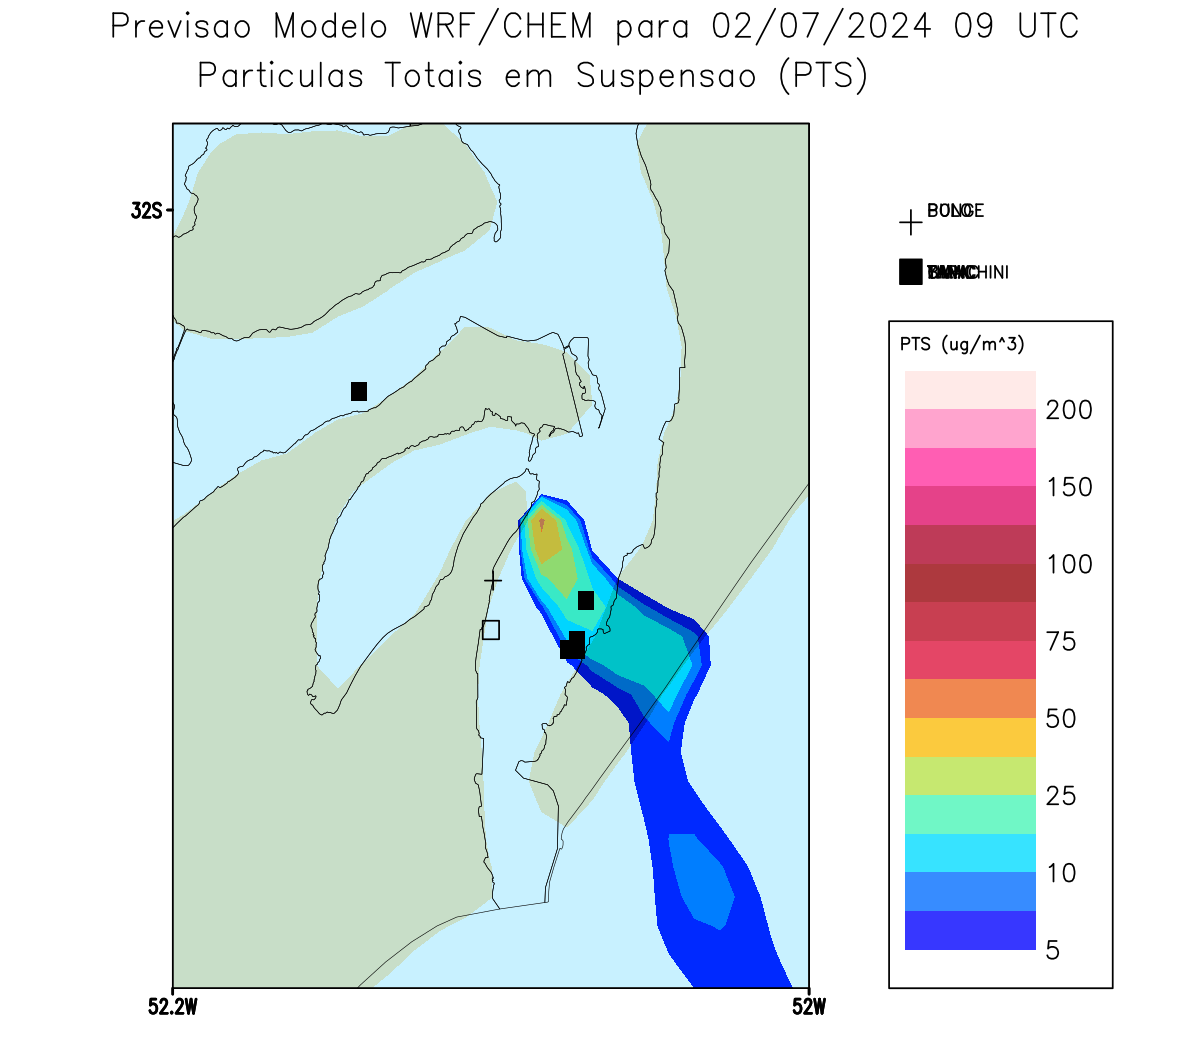 Previsao Modelo WRF/CHEM para 02/07/2024 09 UTC
Particulas Totais em Suspensao (PTS)
32S
PTS (ug/m^3)
200
150
100
75
50
25
10
5
52.2W
52W